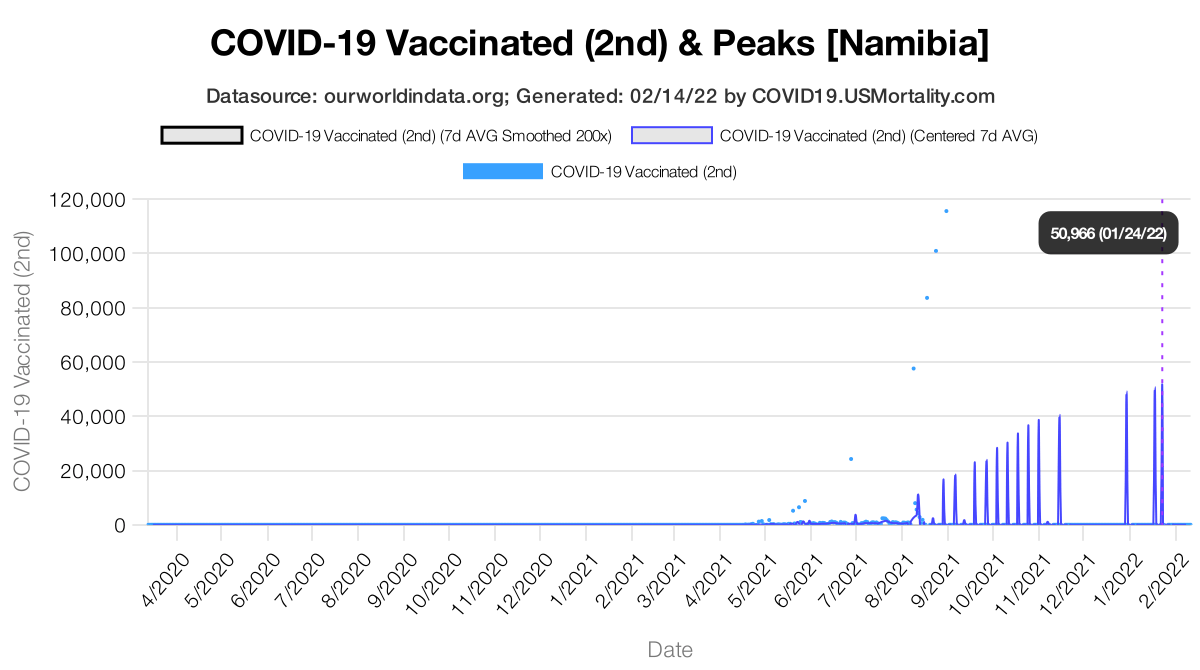 COVID-19 Vaccinated (2nd) & Peaks [Namibia]
Datasource: ourworldindata.org; Generated: 02/14/22 by COVID19.USMortality.com
COVID-19 Vaccinated (2nd) (7d AVG Smoothed 200x) COVID-19 Vaccinated (2nd) (Centered 7d AVG)
COVID-19 Vaccinated (2nd)
120,000
100,000
80,000
60,000
40,000
20,000
0
COVID-19 Vaccinated (2nd)
50,966 (01/24/22)
4/2020 5/2020 6/2020 7/2020 8/2020 9/2020 10/2020 11/2020 12/2020 1/2021 2/2021 3/2021 4/2021 5/2021 6/2021 7/2021 8/2021 9/2021 10/2021 11/2021 12/2021 1/2022 2/2022
Date